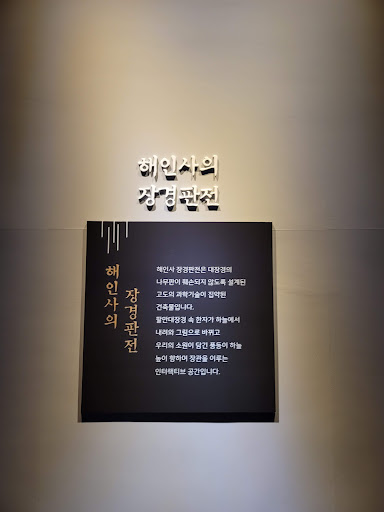 해인사의
장경판전
해인사의
장경판전
해인사 장경판전은 대장경의
나무판이 훼손되지 않도록 설계된
고도의 과학기술이 집약된
건축물입니다.
팔만대장경 속 한자가 하늘에서
내려와 그림으로 바뀌고
우리의 소원이 담긴 풍등이 하늘
높이 향하며 장관을 이루는
인터랙티브 공간입니다.